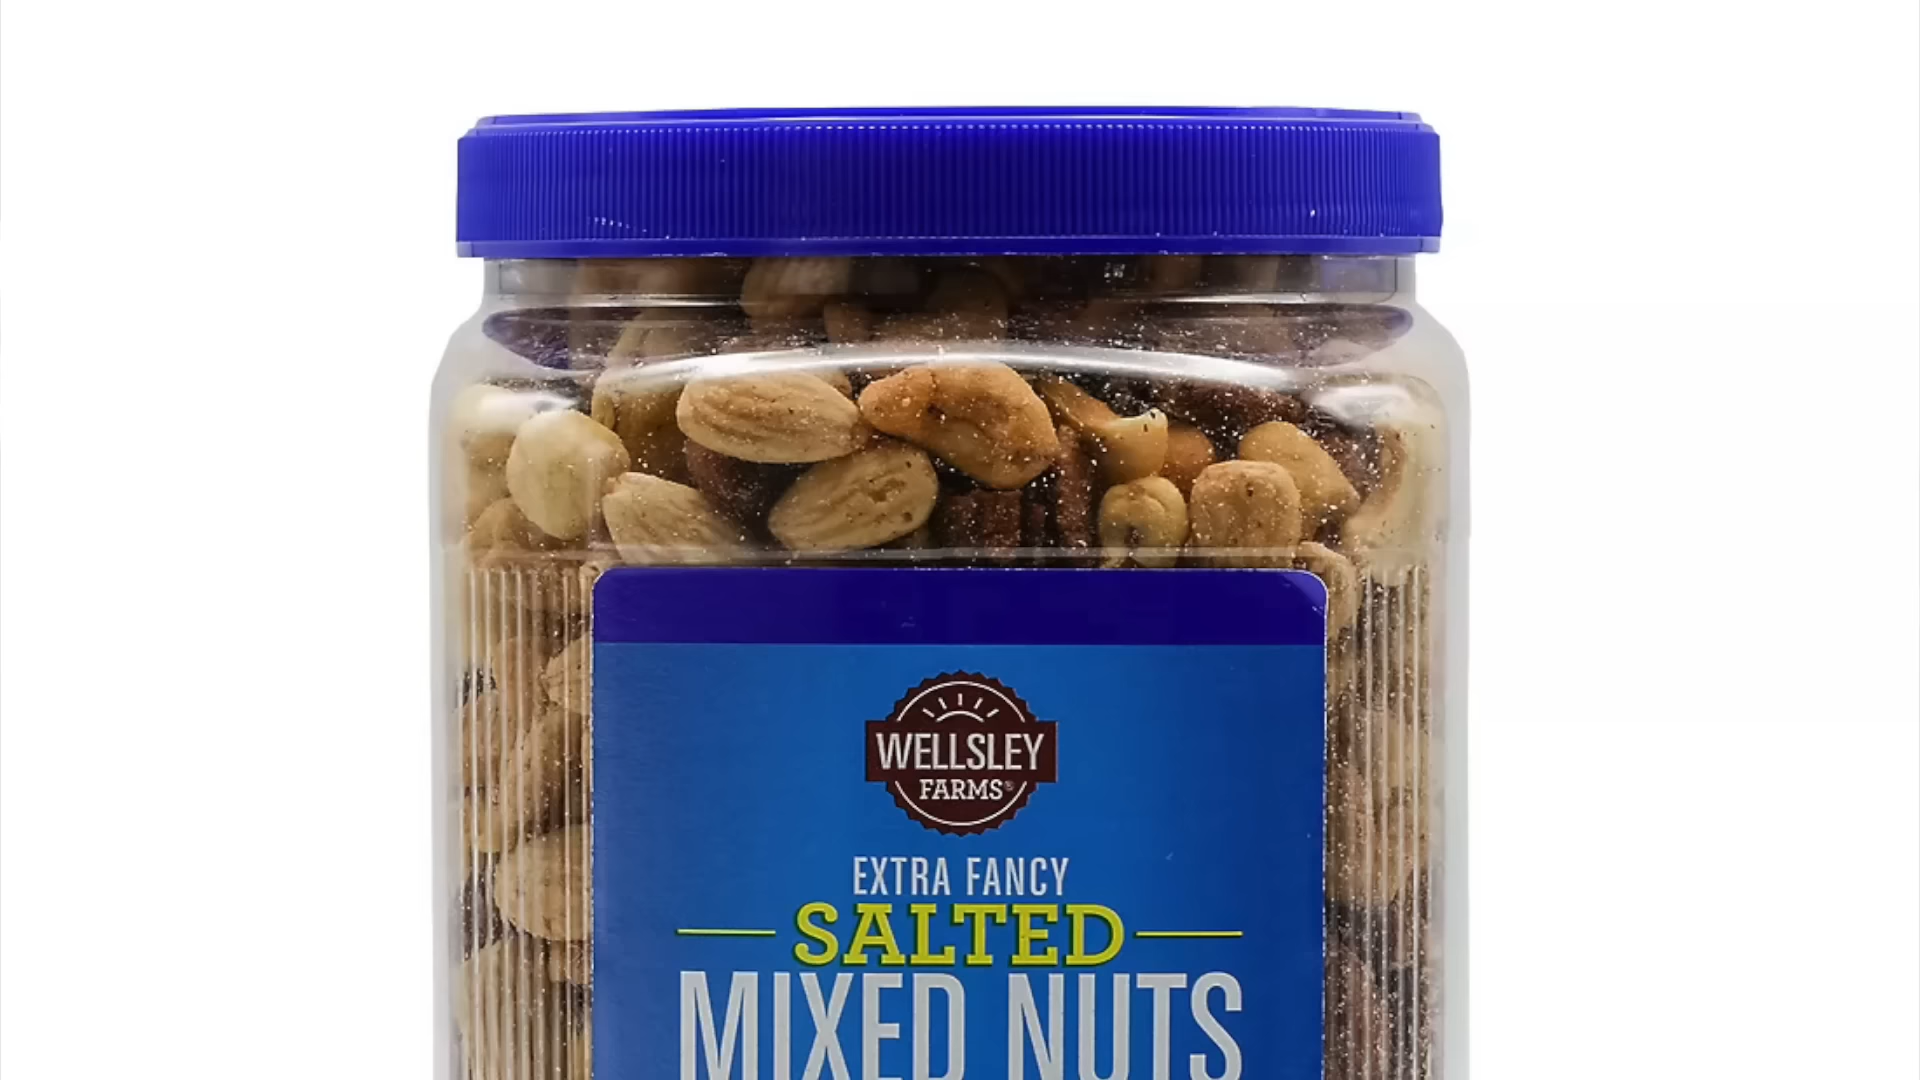 WELLSLEY
FARMS®
EXTRA FANCY
SALTED
MIXED NUTS